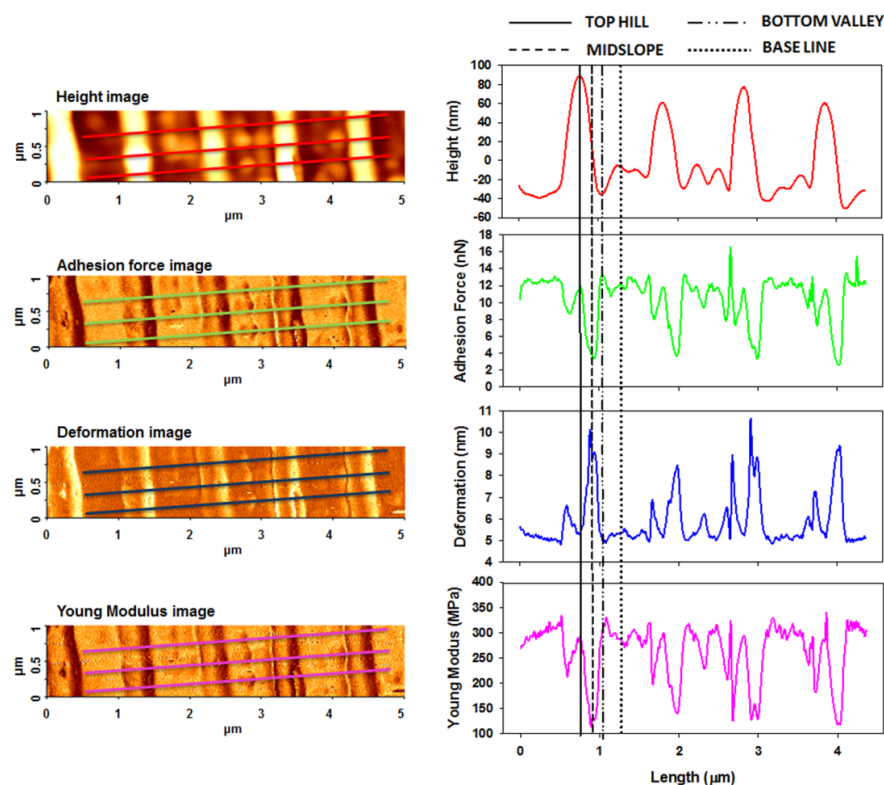 TOP HILL
BOTTOM VALLEY
MIDSLOPE
BASE LINE
Height image
µm
1
0.5
0
0 1 2 3 4 5
µm
Adhesion force image
µm
1
0.5
0
0 1 2 3 4 5
µm
Deformation image
µm
1
0.5
0
0 1 2 3 4 5
µm
Young Modulus image
µm
1
0.5
0
0 1 2 3 4 5
µm
Height (nm)
100
80
60
40
20
0
-20
-40
-60
Adhesion Force (nN)
18
16
14
12
10
8
6
4
2
0
Deformation (nm)
11
10
9
8
7
6
5
4
Young Modus (MPa)
400
350
300
250
200
150
100
0 1 2 3 4
Length (µm)